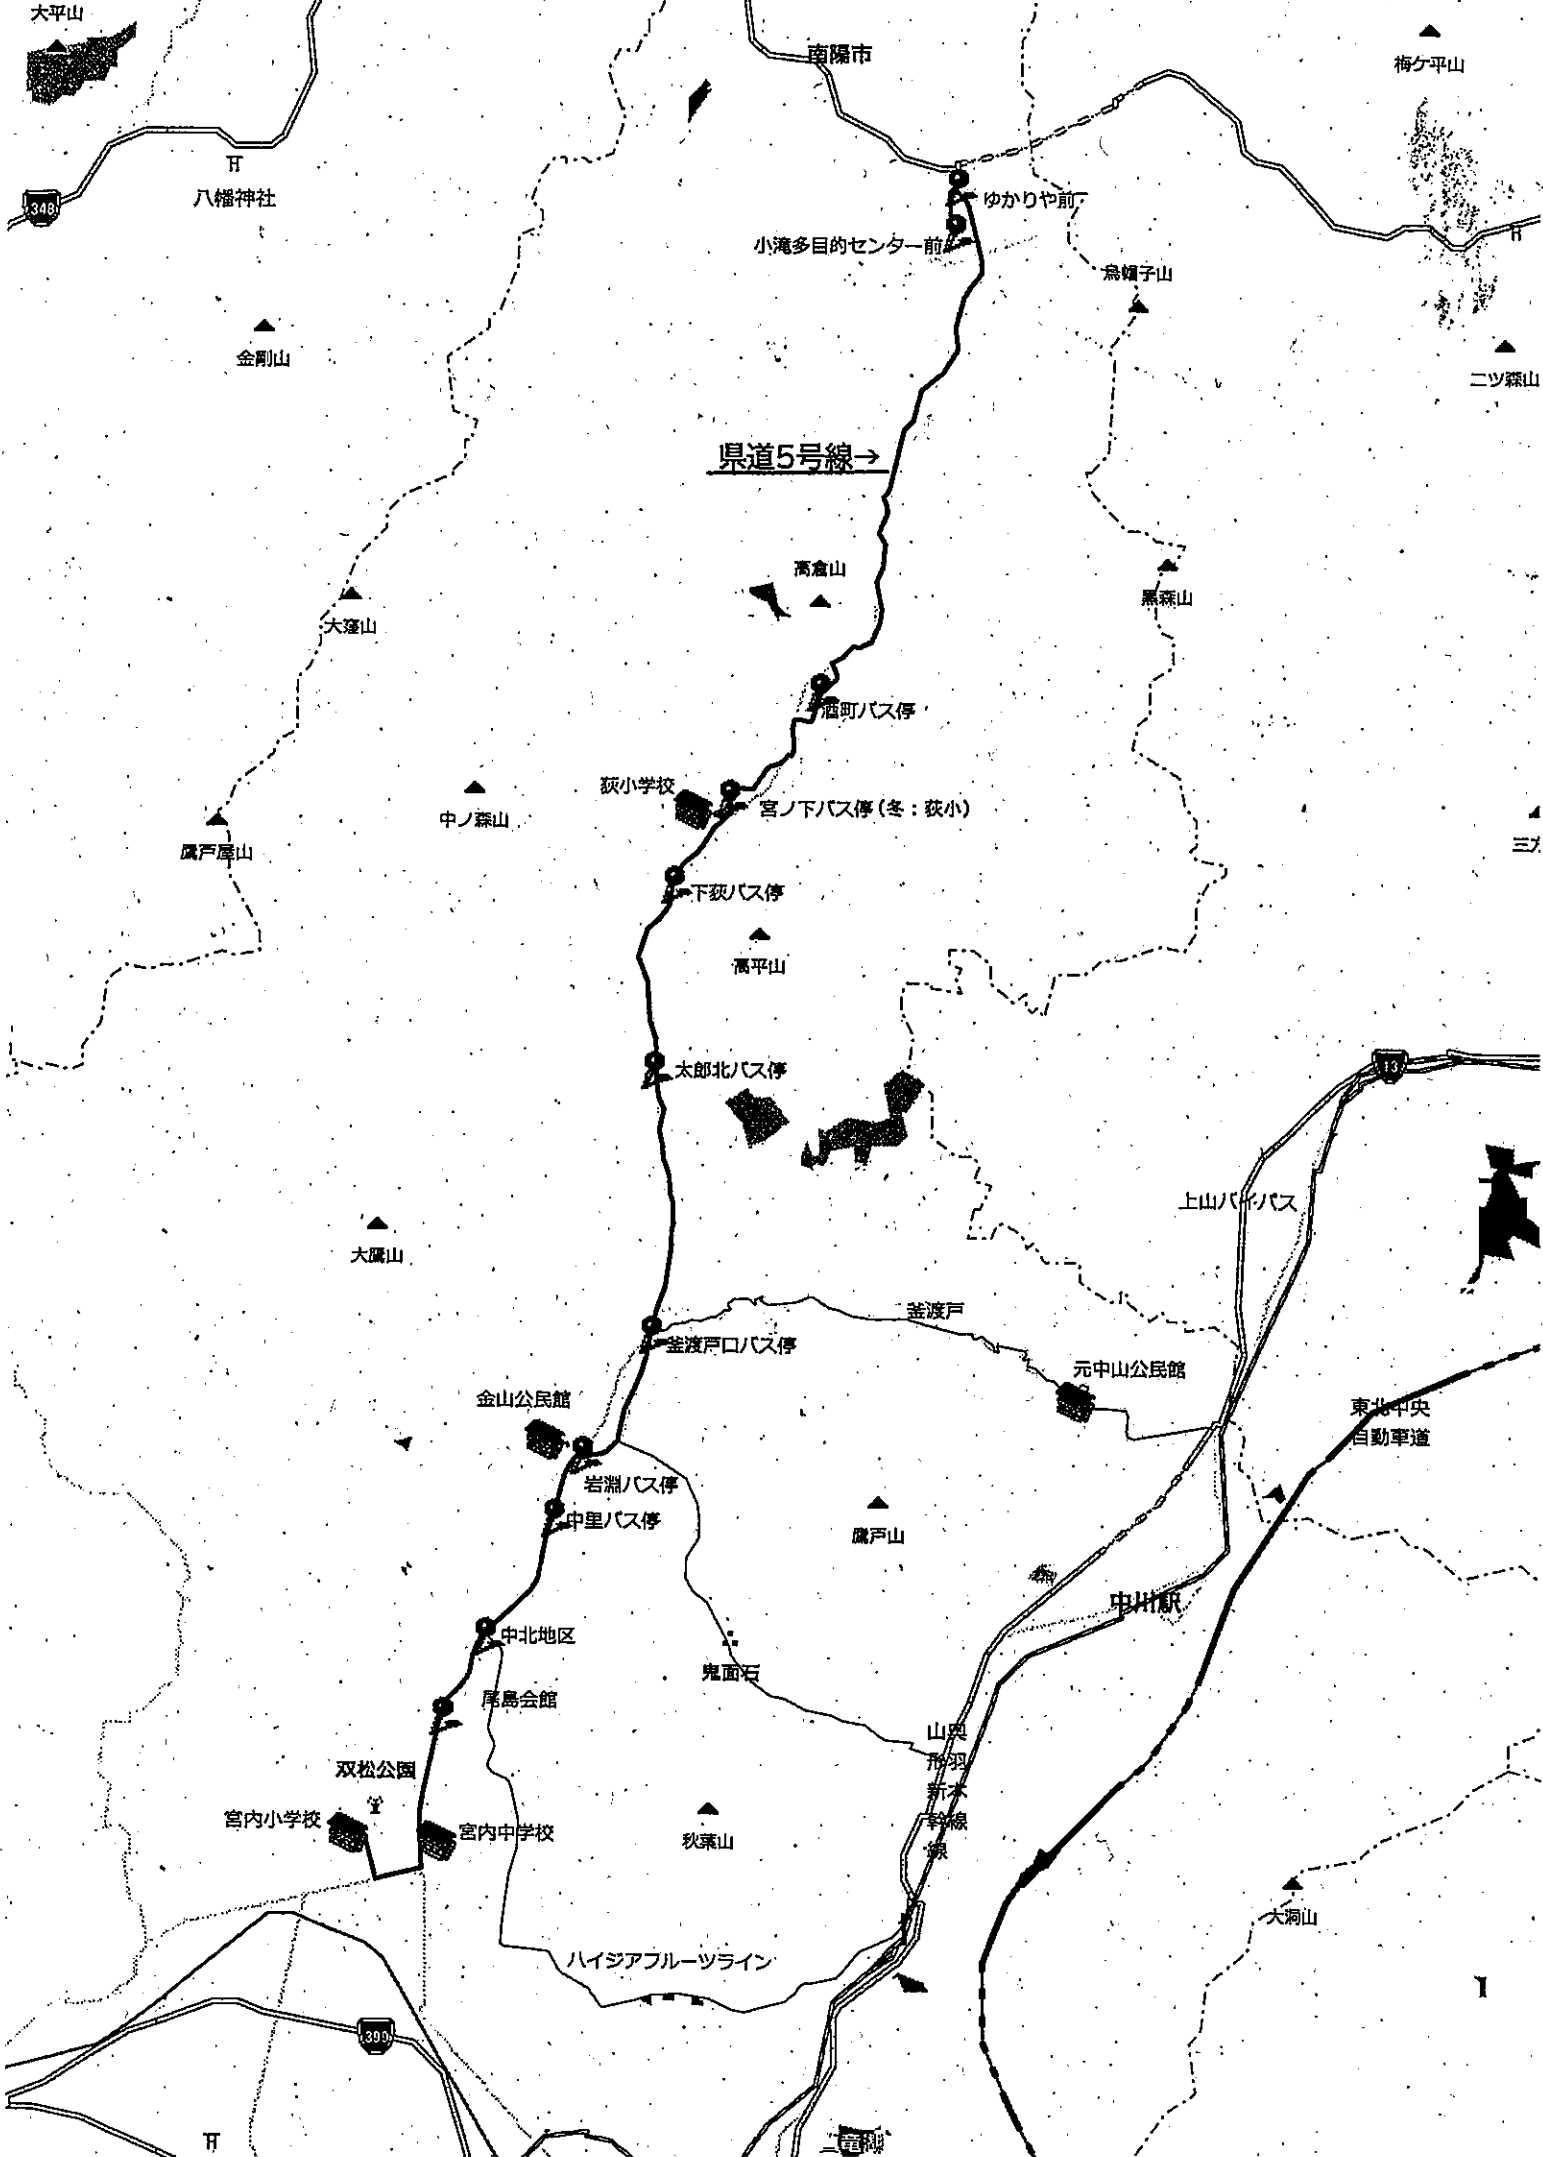 大平山
南陽市
梅ケ平山
348
八幡神社
ゆかりや前
小滝多目的センター前
烏帽子山
金剛山
二ツ森山
県道5号線→
高倉山
黒森山
大窪山
酒町バス停
荻小学校
宮ノ下バス停(冬:荻小)
中ノ森山
鷹戸屋山
下荻バス停
高平山
太郎北バス停
13
上山バイパス
大鷹山
釜渡戸
釜渡戸口バス停
元中山公民館
金山公民館
東北中央
自動車道
岩淵バス停
中里バス停
鷹戸山
中川駅
中北地区
鬼面石
尾島会館
山形新幹線
奥羽本線
双松公園
宮内小学校
宮内中学校
秋葉山
大洞山
ハイジアフルーツライン
1
399